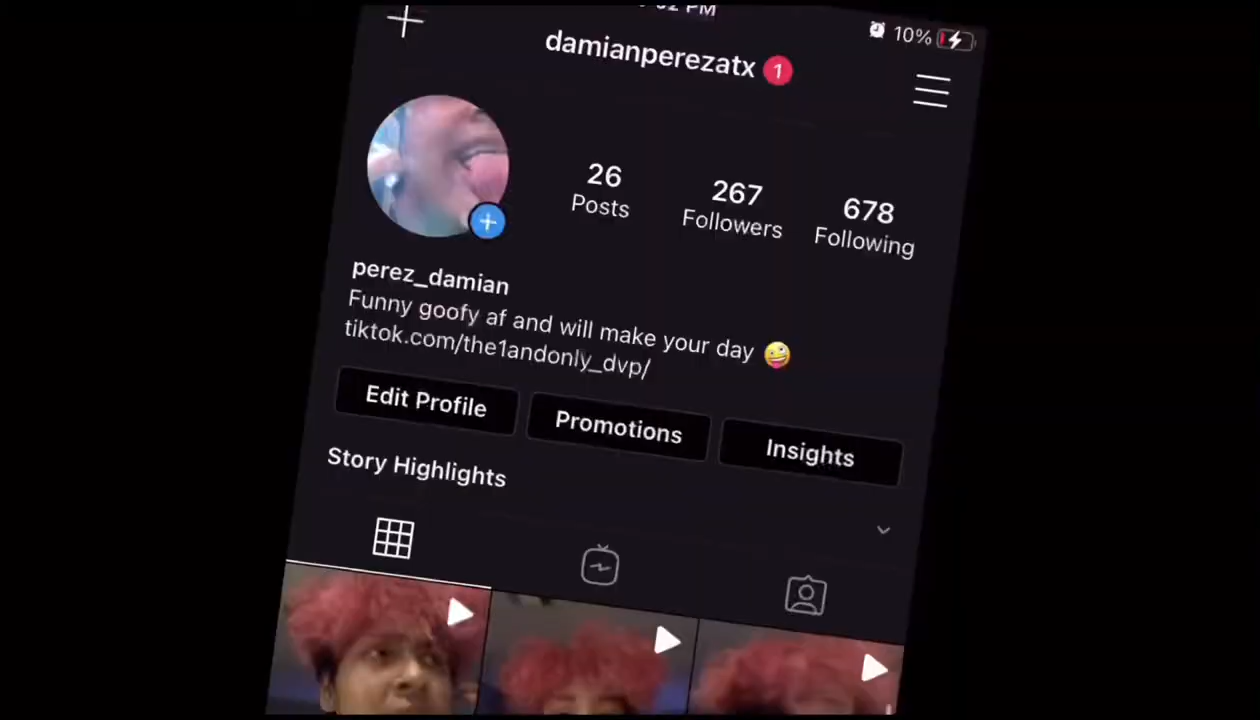 10%
damianperezatx 1
26 267 678
Posts Followers Following
perez_damian
Funny goofy af and will make your day 🤪
tiktok.com/the1andonly_dvp/
Edit Profile Promotions Insights
Story Highlights